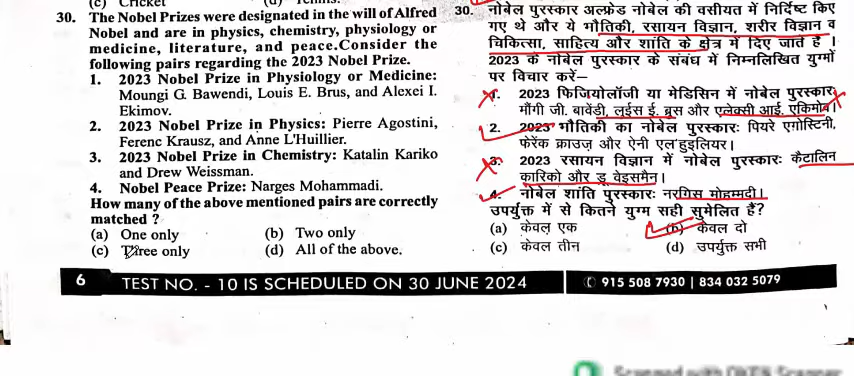 (c) Cricket (d) Tennis.
30. The Nobel Prizes were designated in the will of Alfred
Nobel and are in physics, chemistry, physiology or
medicine, literature, and peace.Consider the
following pairs regarding the 2023 Nobel Prize.
1. 2023 Nobel Prize in Physiology or Medicine:
Moungi G. Bawendi, Louis E. Brus, and Alexei I.
Ekimov.
2. 2023 Nobel Prize in Physics: Pierre Agostini,
Ferenc Krausz, and Anne L'Huillier.
3. 2023 Nobel Prize in Chemistry: Katalin Kariko
and Drew Weissman.
4. Nobel Peace Prize: Narges Mohammadi.
How many of the above mentioned pairs are correctly
matched ?
(a) One only (b) Two only
(c) Three only (d) All of the above.
30. नोबेल पुरस्कार अल्फ्रेड नोबेल की वसीयत में निर्दिष्ट किए
गए थे और ये भौतिकी, रसायन विज्ञान, शरीर विज्ञान व
चिकित्सा, साहित्य और शांति के क्षेत्र में दिए जाते हैं ।
2023 के नोबेल पुरस्कार के संबंध में निम्नलिखित युग्मों
पर विचार करें–
1. 2023 फिजियोलॉजी या मेडिसिन में नोबेल पुरस्कार:
मौंगी जी. बावेंडी, लुईस ई. ब्रूस और एलेक्सी आई. एकिमोव।
2. 2023 भौतिकी का नोबेल पुरस्कार: पियरे एगोस्टिनी,
फेरेंक क्राउज़ और ऐनी एल'हुइलियर।
3. 2023 रसायन विज्ञान में नोबेल पुरस्कार: कैटालिन
कारिको और डू वेइसमैन।
4. नोबेल शांति पुरस्कार: नरगिस मोहम्मदी।
उपर्युक्त में से कितने युग्म सही सुमेलित हैं?
(a) केवल एक (b) केवल दो
(c) केवल तीन (d) उपर्युक्त सभी
6 TEST NO. - 10 IS SCHEDULED ON 30 JUNE 2024 915 508 7930 | 834 032 5079
Scanned with OKEN Scanner